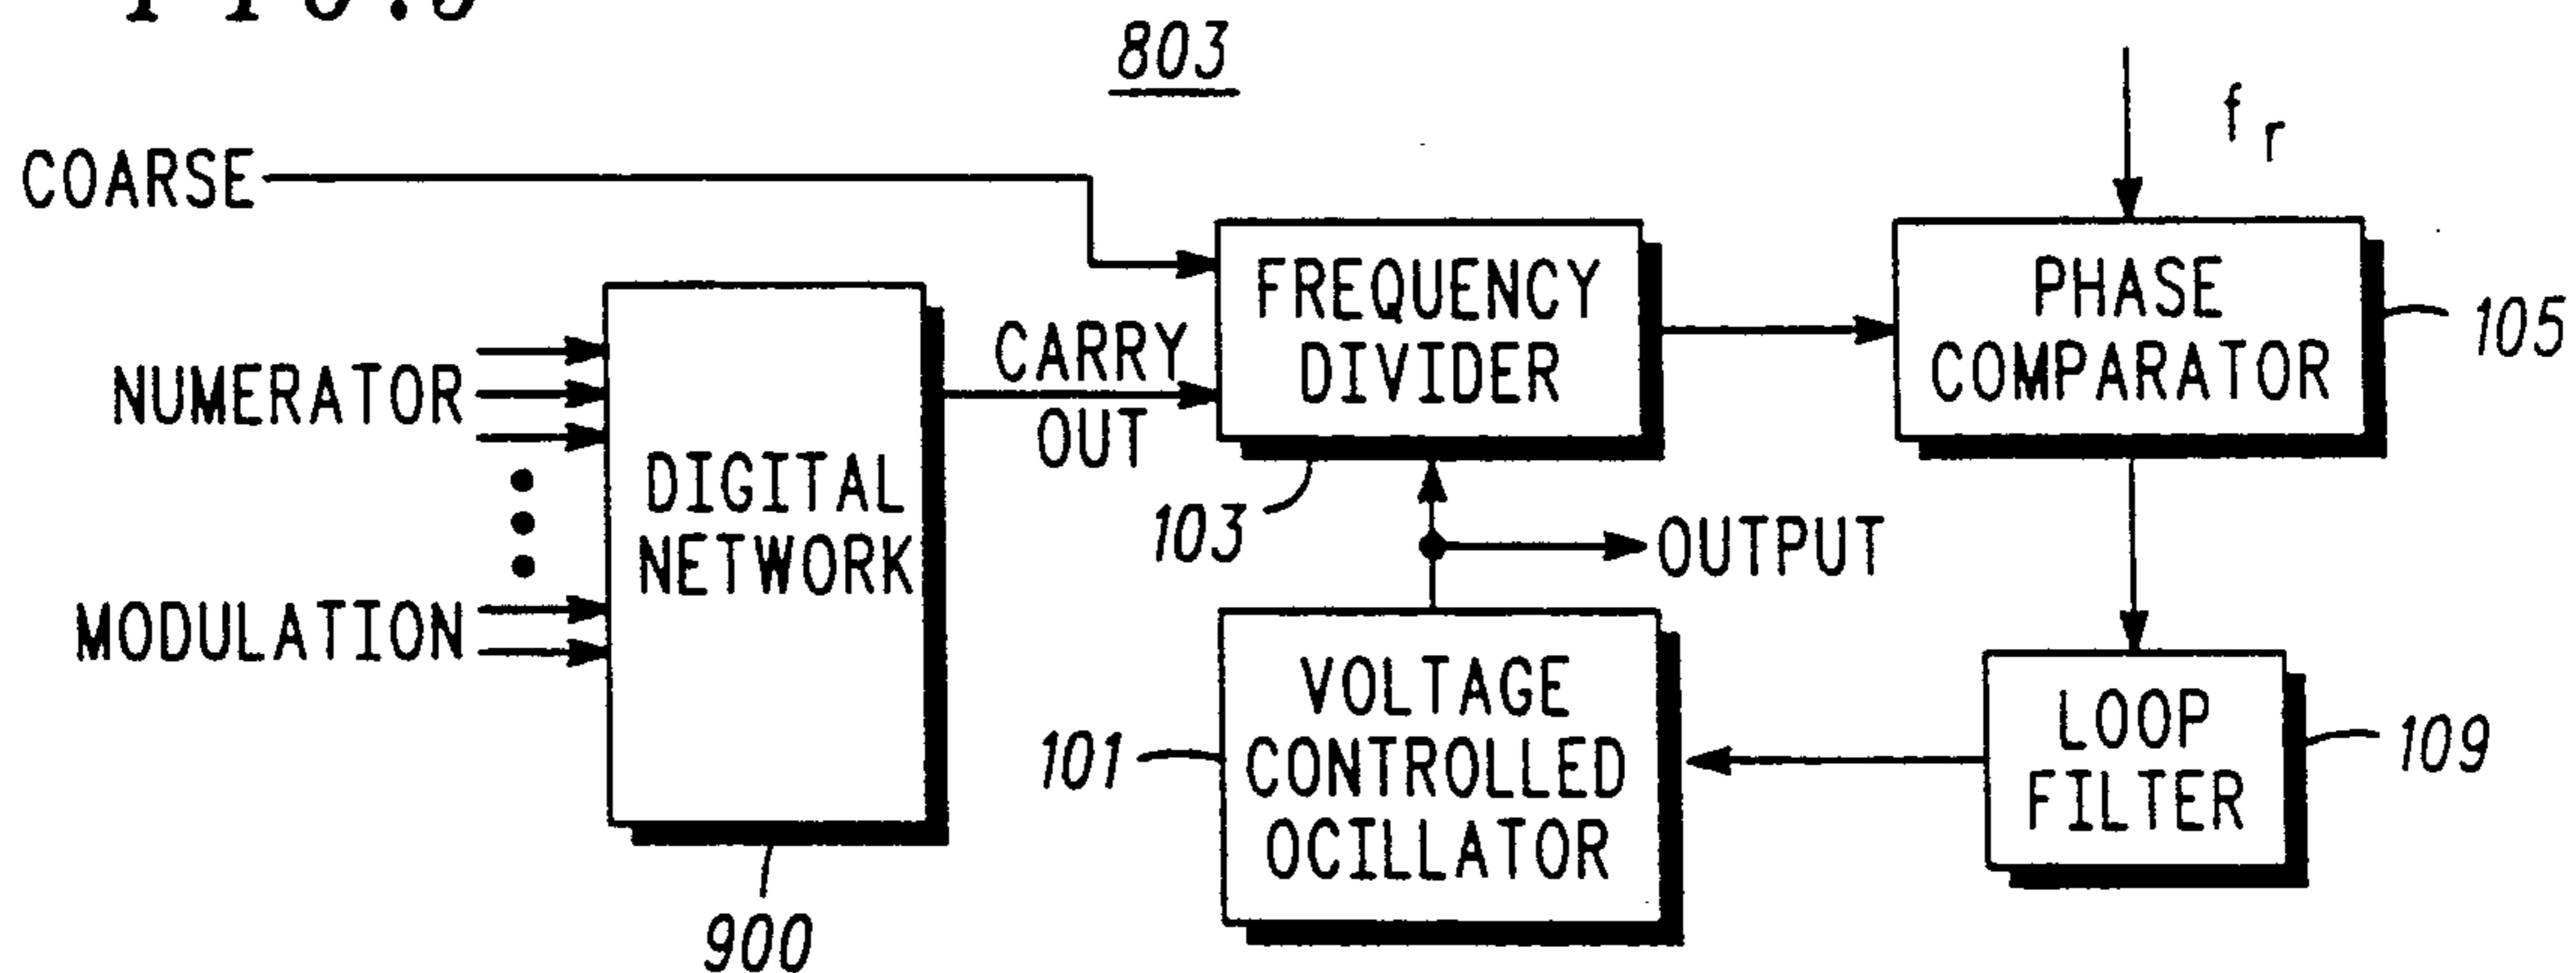 803
COARSE
f r
FREQUENCY
DIVIDER
PHASE
COMPARATOR
105
CARRY
OUT
NUMERATOR
DIGITAL
NETWORK
103
OUTPUT
MODULATION
VOLTAGE
CONTROLLED
OCILLATOR
101
LOOP
FILTER
109
900